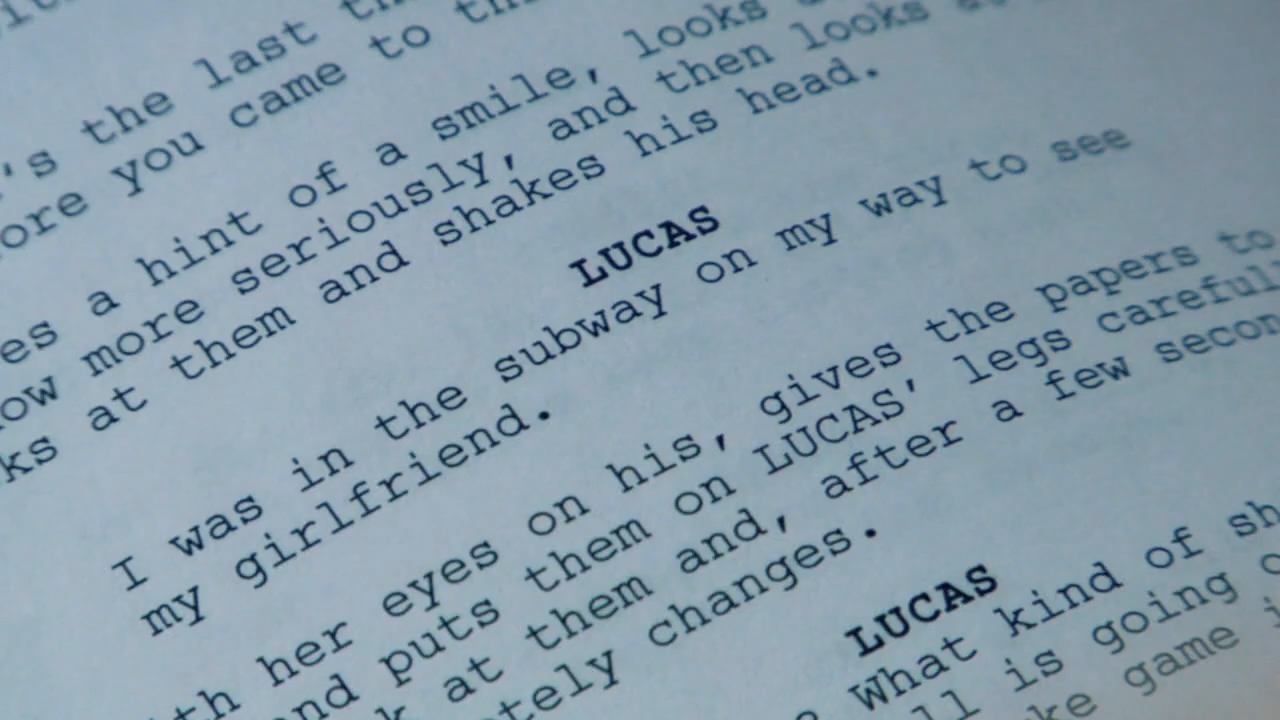 's the last
ore you came to
es a hint of a smile, looks
ow more seriously, and then looks
ks at them and shakes his head.
LUCAS
I was in the subway on my way to see
my girlfriend.
th her eyes on his, gives the papers to
nd puts them on LUCAS' legs careful
k at them and, after a few secon
tely changes.
LUCAS
What kind of sh
ll is going
ke game